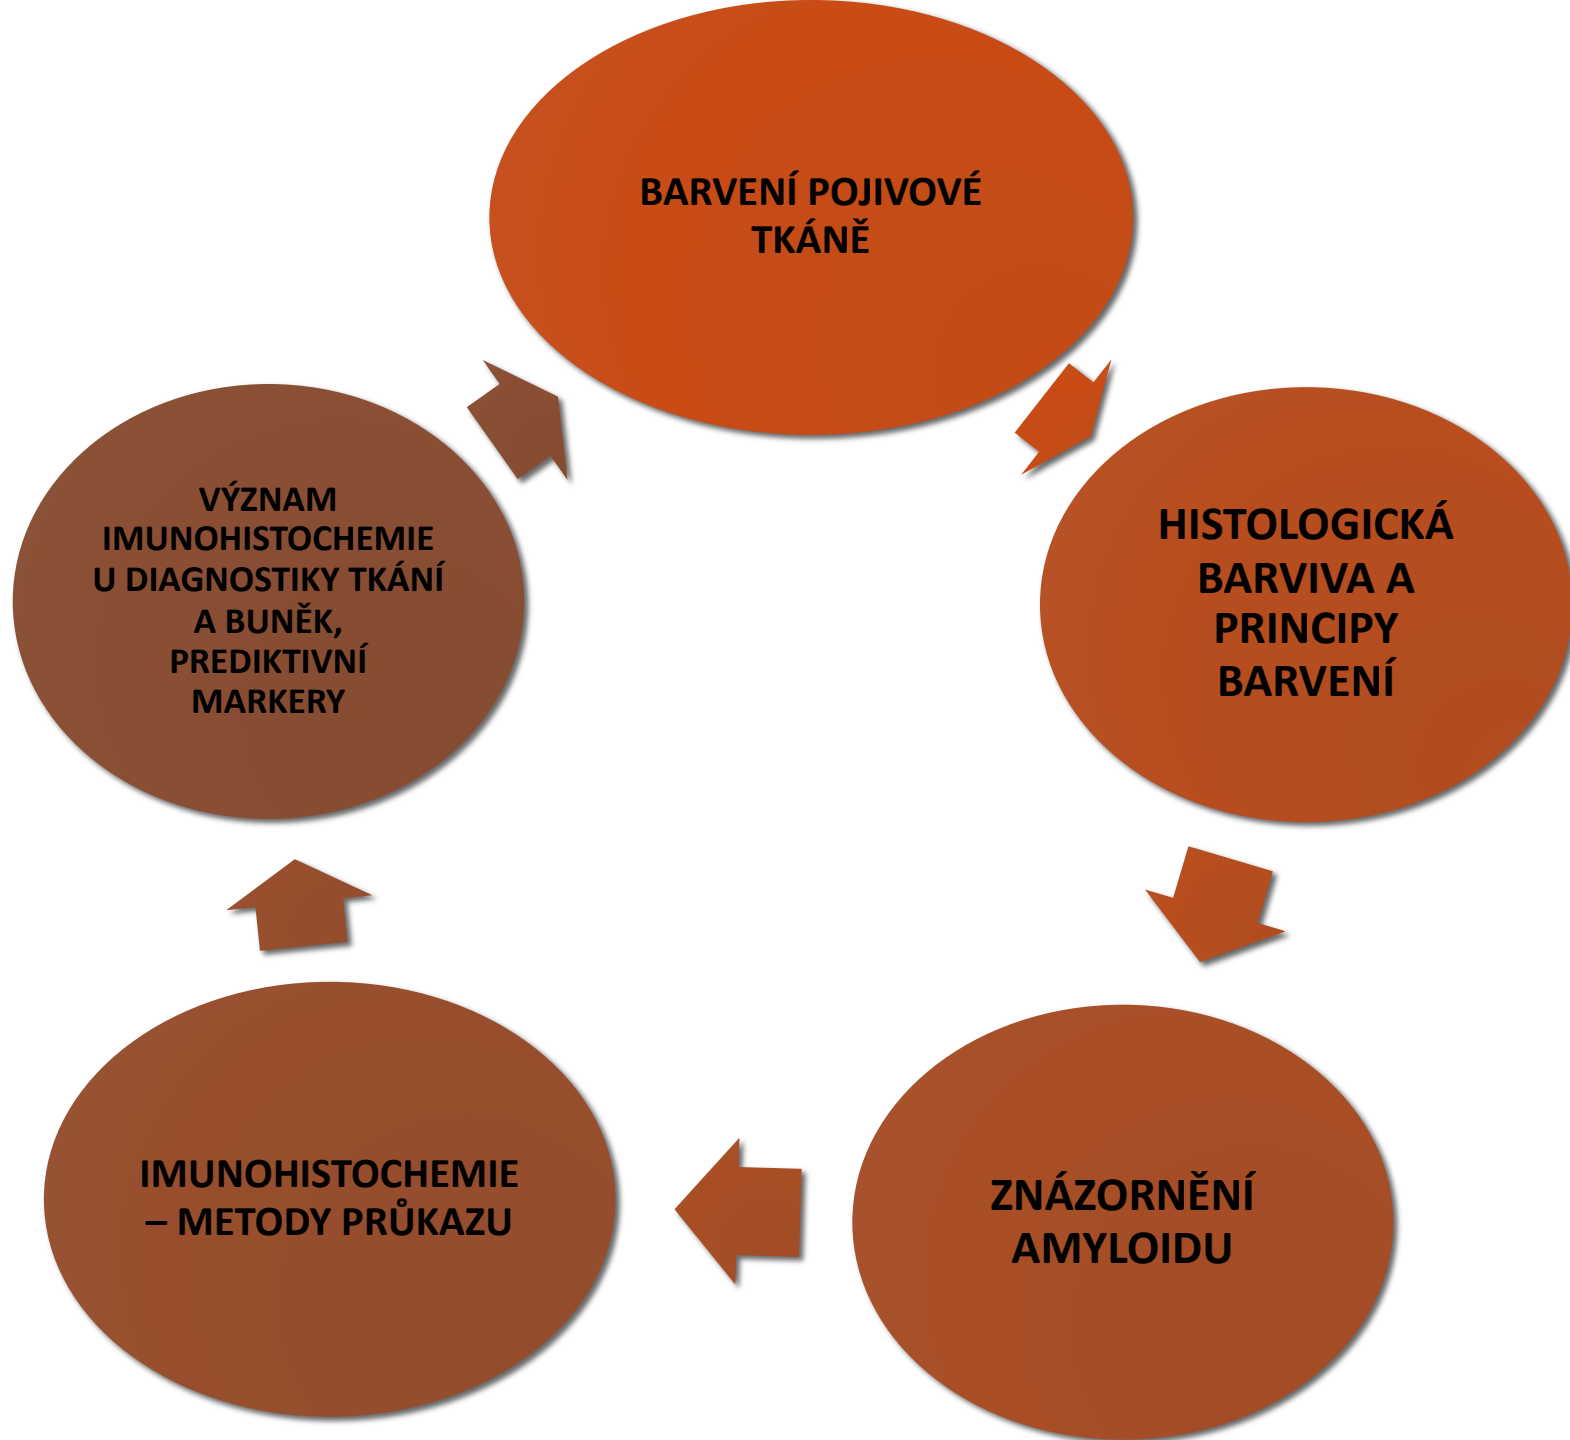 BARVENÍ POJIVOVÉ
TKÁNĚ
HISTOLOGICKÁ
BARVIVA A
PRINCIPY
BARVENÍ
ZNÁZORNĚNÍ
AMYLOIDU
IMUNOHISTOCHEMIE
– METODY PRŮKAZU
VÝZNAM
IMUNOHISTOCHEMIE
U DIAGNOSTIKY TKÁNÍ
A BUNĚK,
PREDIKTIVNÍ
MARKERY